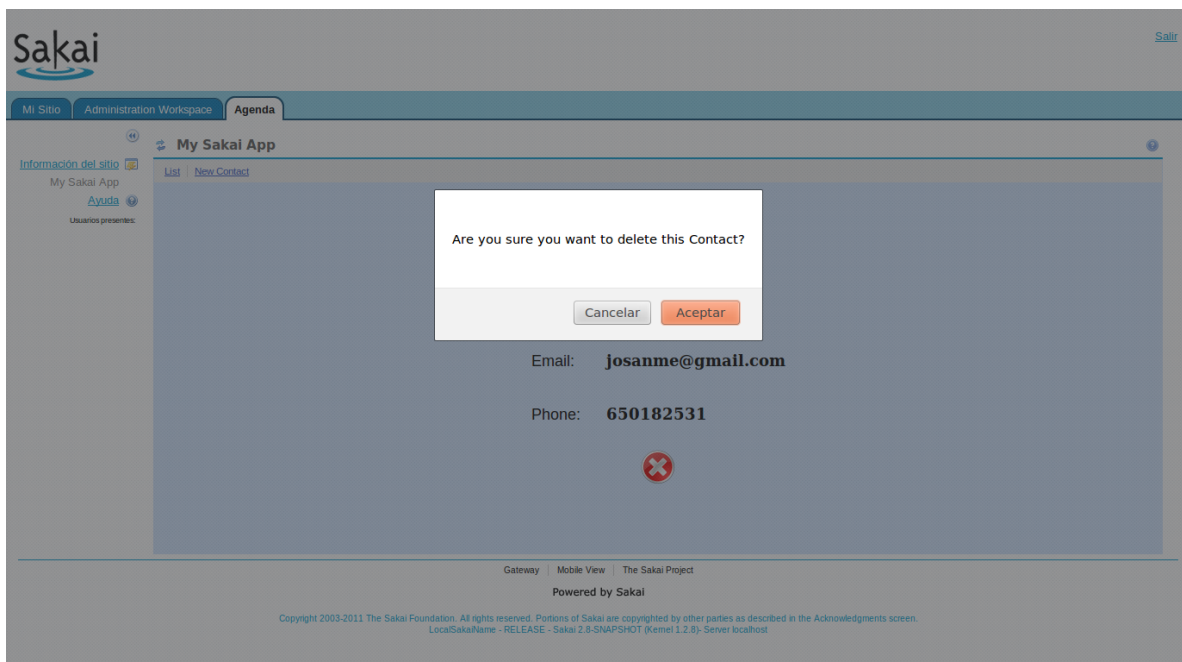 Sakai
Salir
Mi Sitio Administration Workspace Agenda
My Sakai App
Información del sitio
List New Contact
My Sakai App
Ayuda
Usuarios presentes:
Are you sure you want to delete this Contact?
Cancelar Aceptar
Email: josanme@gmail.com
Phone: 650182531
Gateway Mobile View The Sakai Project
Powered by Sakai
Copyright 2003-2011 The Sakai Foundation. All rights reserved. Portions of Sakai are copyrighted by other parties as described in the Acknowledgments screen.
LocalSakaiName - RELEASE - Sakai 2.8-SNAPSHOT (Kernel 1.2.8)- Server localhost